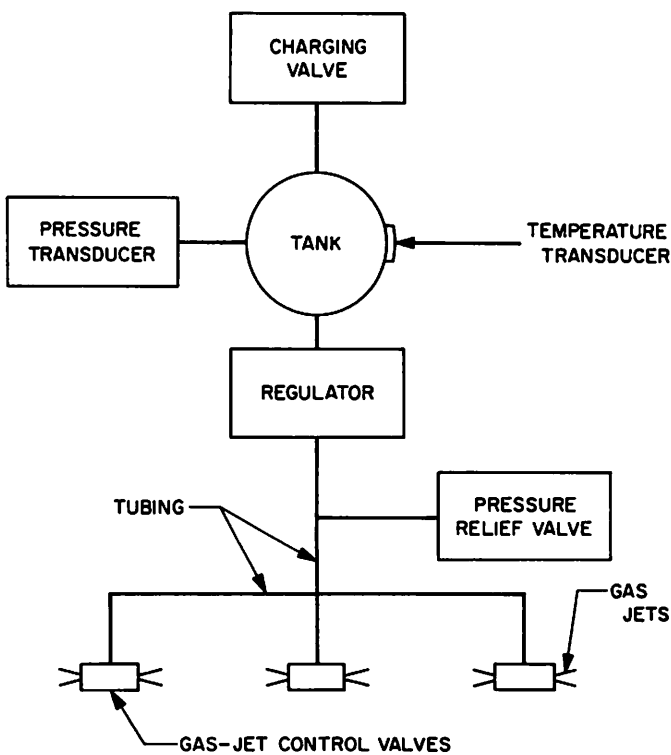 CHARGING
VALVE
PRESSURE
TRANSDUCER
TANK
TEMPERATURE
TRANSDUCER
REGULATOR
TUBING
PRESSURE
RELIEF VALVE
GAS
JETS
GAS-JET CONTROL VALVES